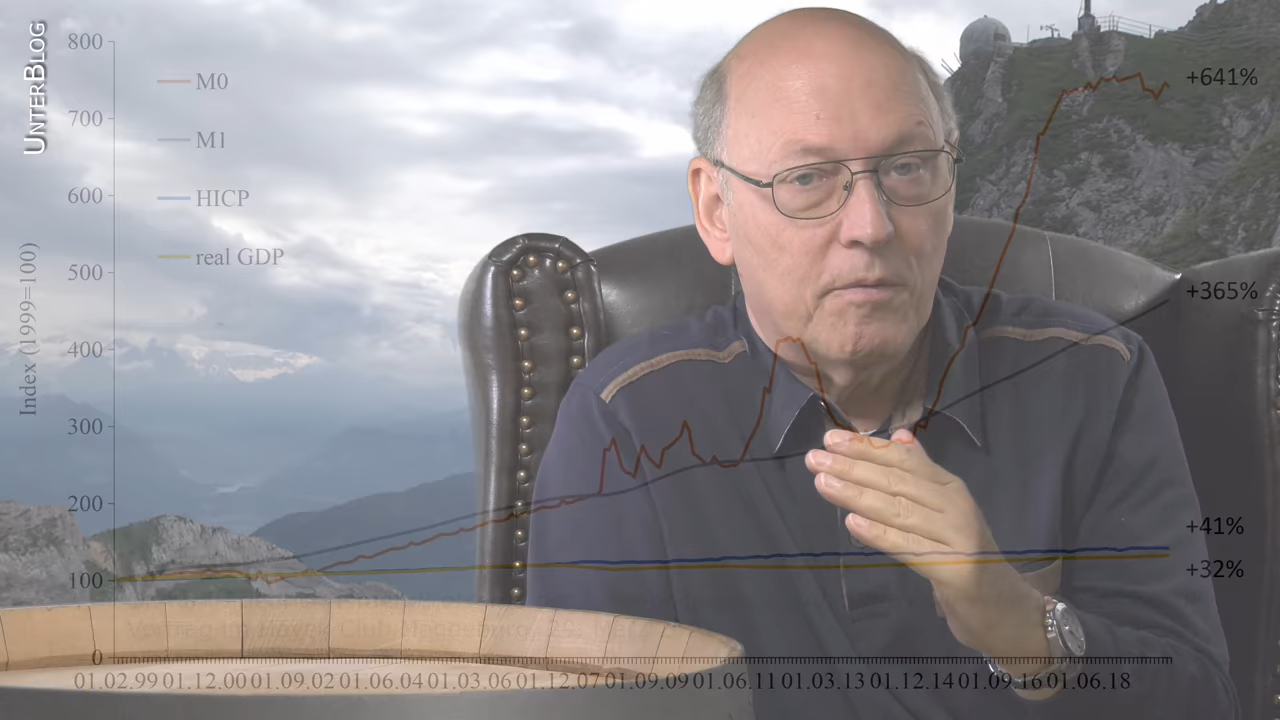 UNTERBLOG
Index (1999=100)
800
700
600
500
400
300
200
100
0
M0
M1
HICP
real GDP
+641%
+365%
+41%
+32%
01.02.99 01.12.00 01.09.02 01.06.04 01.03.06 01.12.07 01.09.09 01.06.11 01.03.13 01.12.14 01.09.16 01.06.18